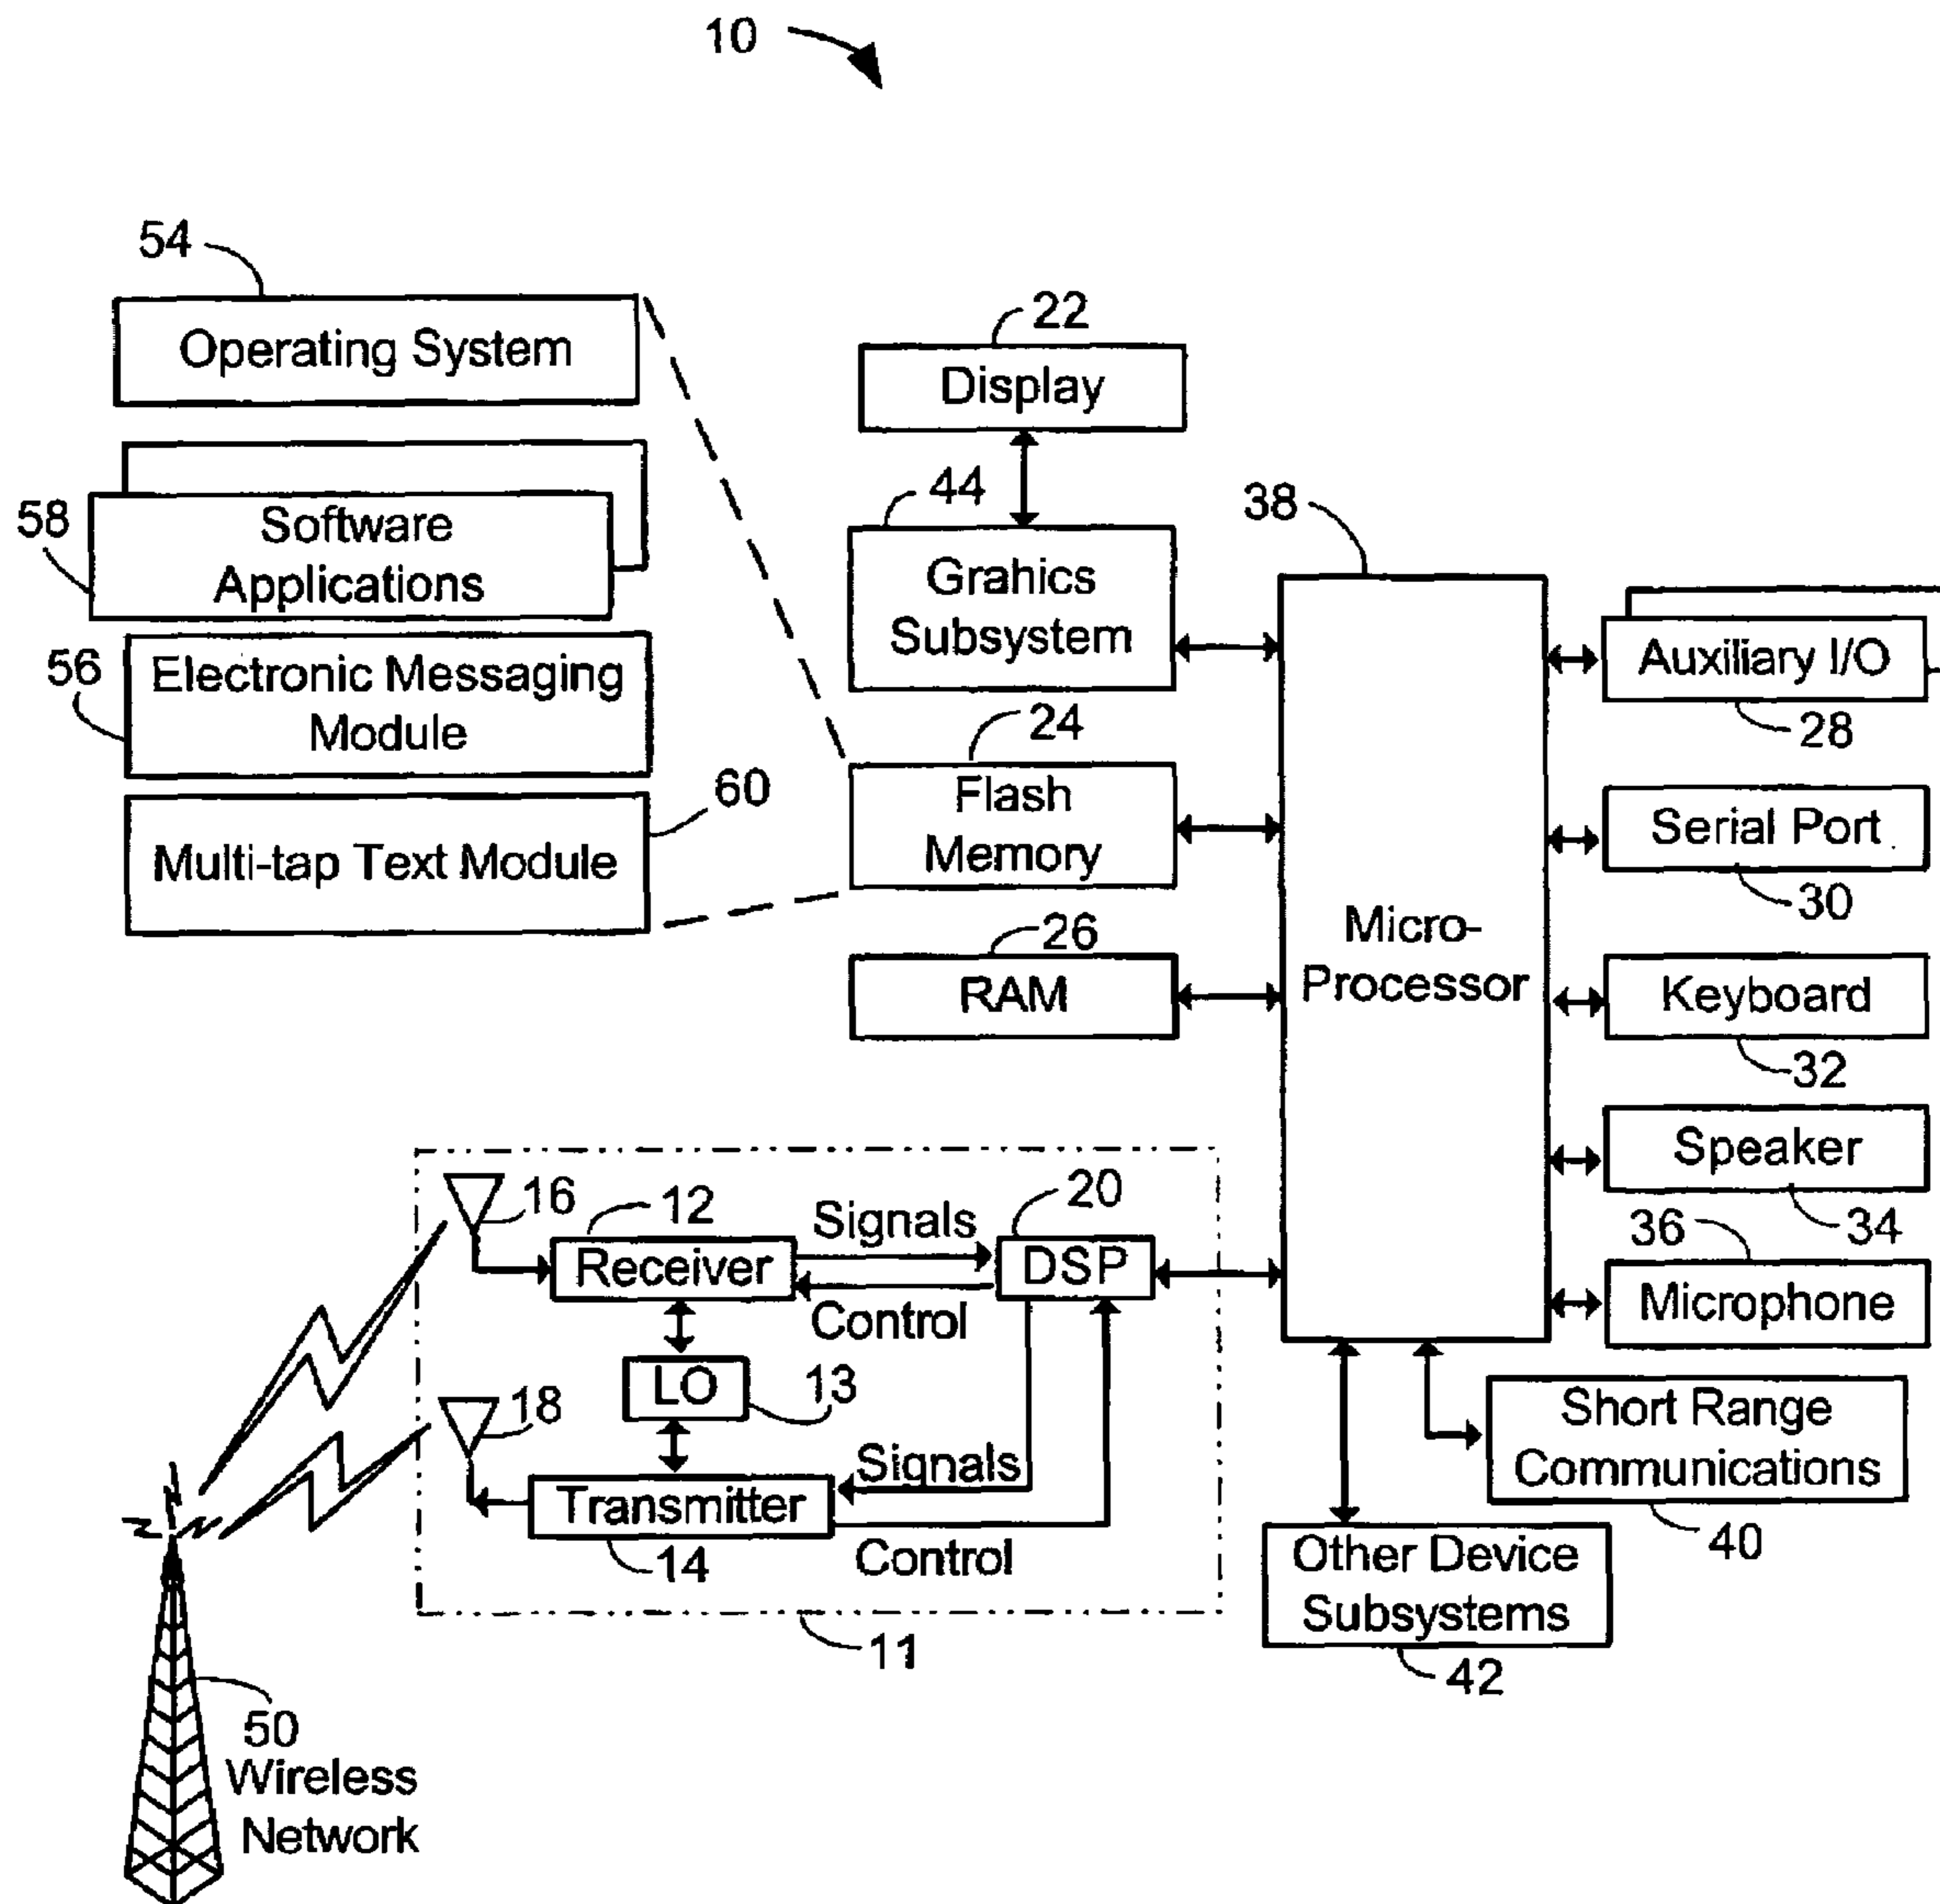 10
54
Operating System
58
Software
Applications
56
Electronic Messaging
Module
60
Multi-tap Text Module
22
Display
44
Grahics
Subsystem
24
Flash
Memory
26
RAM
38
Micro-
Processor
Auxiliary I/O
28
Serial Port
30
Keyboard
32
Speaker
34
36
Microphone
Short Range
Communications
40
Other Device
Subsystems
42
16
12
Receiver
Signals
Control
20
DSP
LO
13
18
Transmitter
14
Signals
Control
11
50
Wireless
Network